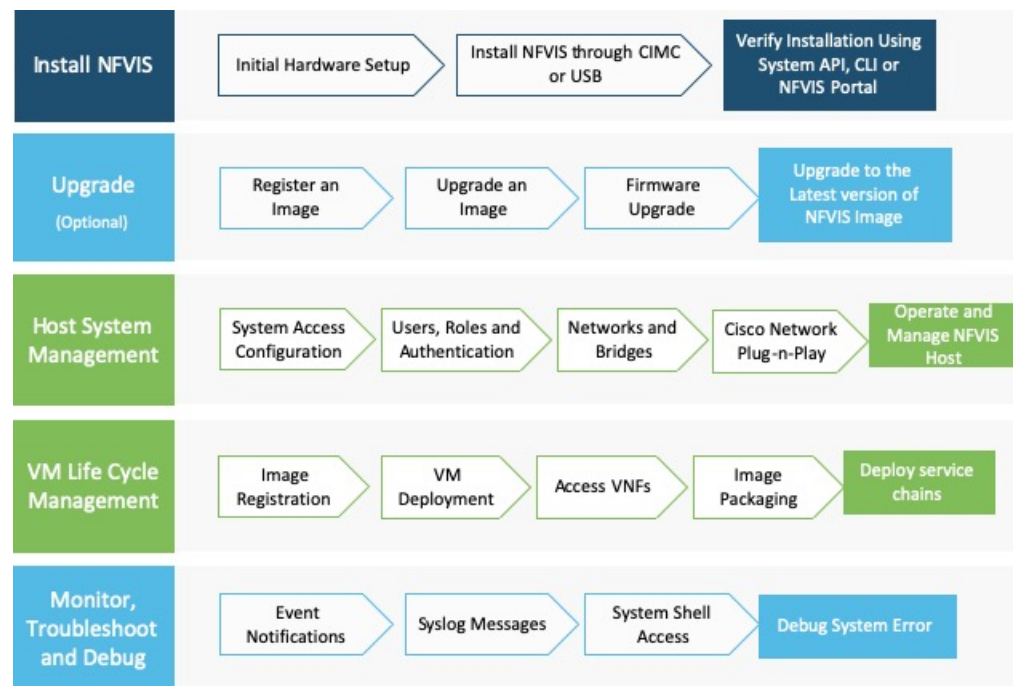 Install NFVIS
Initial Hardware Setup
Install NFVIS through CIMC
or USB
Verify Installation Using
System API, CLI or
NFVIS Portal
Upgrade
(Optional)
Register an
Image
Upgrade an
Image
Firmware
Upgrade
Upgrade to the
Latest version of
NFVIS Image
Host System
Management
System Access
Configuration
Users, Roles and
Authentication
Networks and
Bridges
Cisco Network
Plug-n-Play
Operate and
Manage NFVIS
Host
VM Life Cycle
Management
Image
Registration
VM
Deployment
Access VNFs
Image
Packaging
Deploy service
chains
Monitor,
Troubleshoot
and Debug
Event
Notifications
Syslog Messages
System Shell
Access
Debug System Error